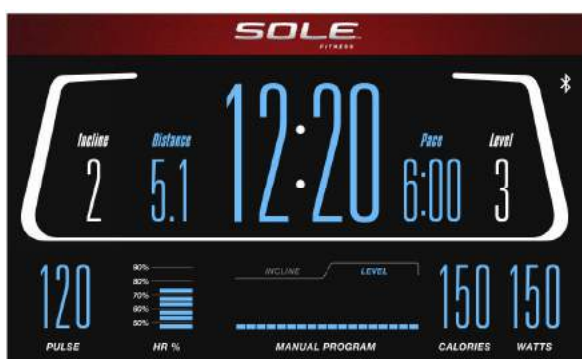 SOLE
FITNESS
12:20
Incline
Distance
Pace
Level
2
5.1
6:00
3
120
90%
80%
70%
60%
50%
INCLINE
LEVEL
150
150
PULSE
HR %
MANUAL PROGRAM
CALORIES
WATTS